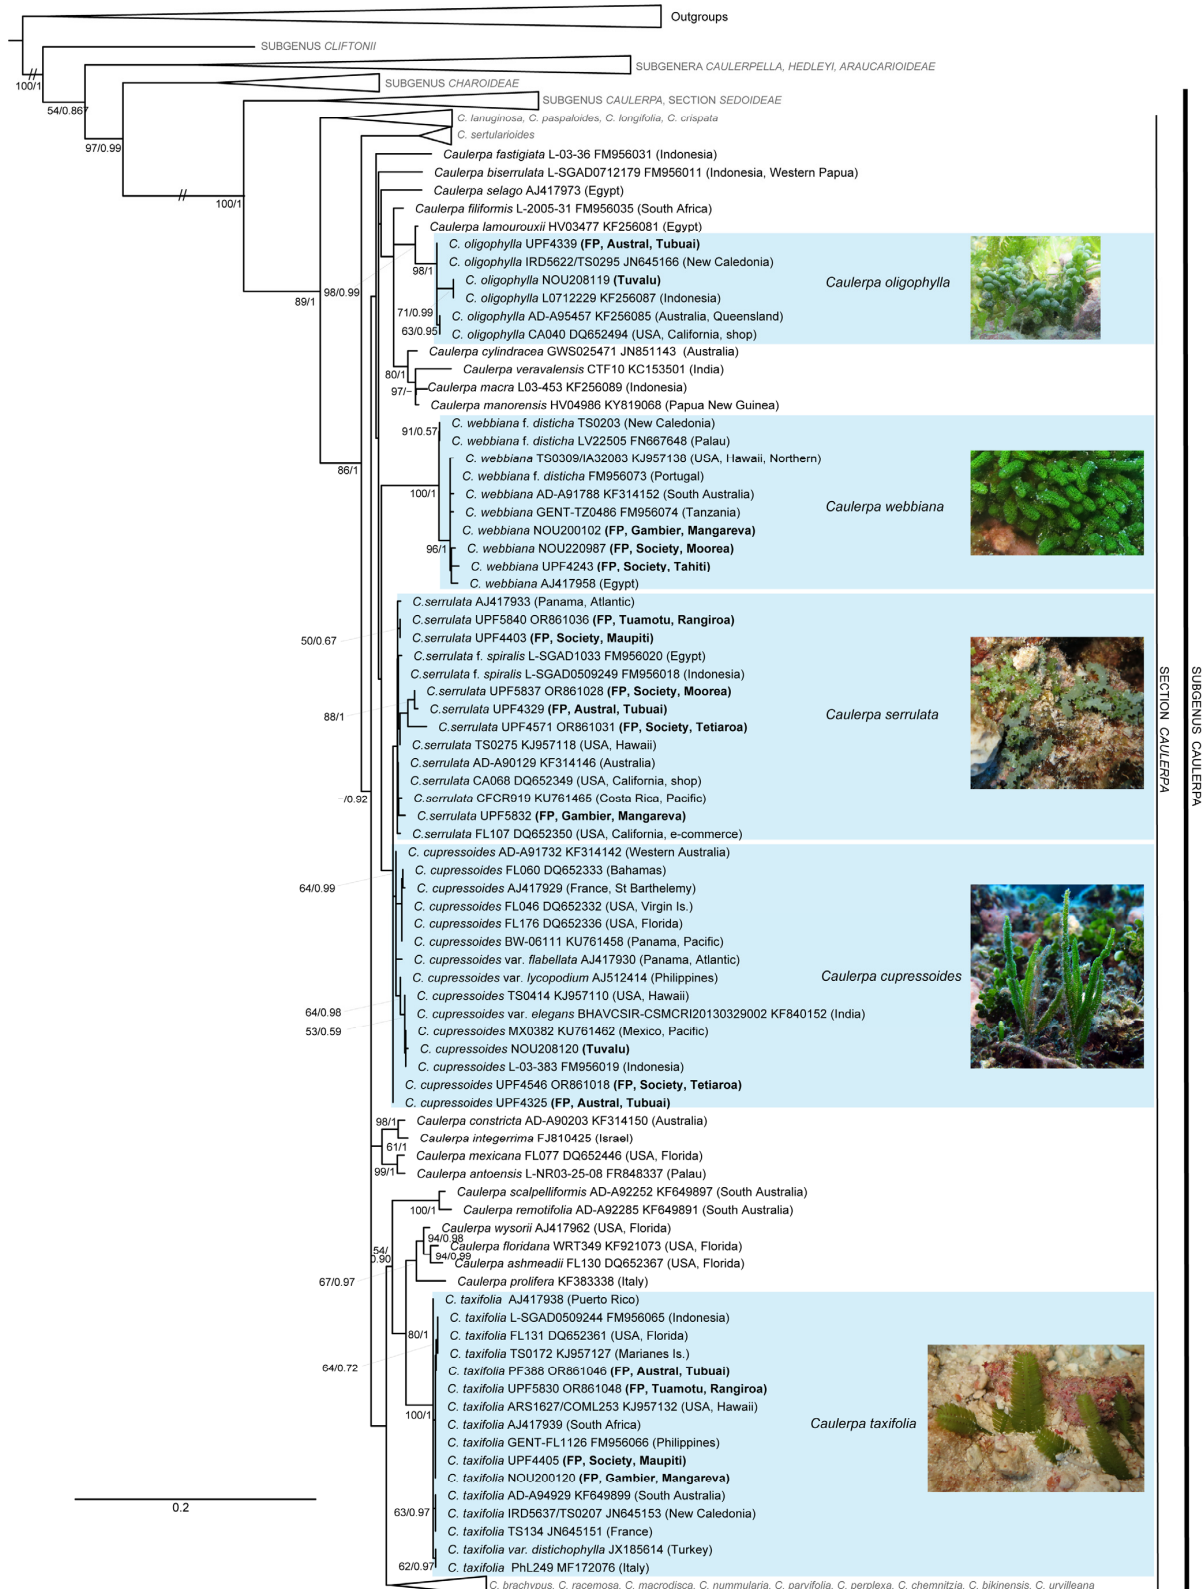 Outgroups
SUBGENUS CLIFTONII
100/1
SUBGENERA CAULERPELLA, HEDLEYI, ARAUCARIOIDEAE
SUBGENUS CHAROIDEAE
54/0.867
SUBGENUS CAULERPA, SECTION SEDOIDEAE
97/0.99
C. lanuginosa, C. paspaloides, C. longifolia, C. crispata
C. sertularioides
100/1
Caulerpa fastigiata L-03-36 FM956031 (Indonesia)
Caulerpa biserrulata L-SGAD0712179 FM956011 (Indonesia, Western Papua)
Caulerpa selago AJ417973 (Egypt)
Caulerpa filiformis L-2005-31 FM956035 (South Africa)
Caulerpa lamourouxii HV03477 KF256081 (Egypt)
C. oligophylla UPF4339 (FP, Austral, Tubuai)
C. oligophylla IRD5622/TS0295 JN645166 (New Caledonia)
98/1
C. oligophylla NOU208119 (Tuvalu)
Caulerpa oligophylla
89/1
98/0.99
C. oligophylla L0712229 KF256087 (Indonesia)
71/0.99
C. oligophylla AD-A95457 KF256085 (Australia, Queensland)
63/0.95
C. oligophylla CA040 DQ652494 (USA, California, shop)
Caulerpa cylindracea GWS025471 JN851143 (Australia)
80/1
Caulerpa veravalensis CTF10 KC153501 (India)
97/–
Caulerpa macra L03-453 KF256089 (Indonesia)
Caulerpa manorensis HV04986 KY819068 (Papua New Guinea)
91/0.57
C. webbiana f. disticha TS0203 (New Caledonia)
C. webbiana f. disticha LV22505 FN667648 (Palau)
C. webbiana TS0309/IA32083 KJ957138 (USA, Hawaii, Northern)
86/1
C. webbiana f. disticha FM956073 (Portugal)
100/1
C. webbiana AD-A91788 KF314152 (South Australia)
Caulerpa webbiana
C. webbiana GENT-TZ0486 FM956074 (Tanzania)
C. webbiana NOU200102 (FP, Gambier, Mangareva)
96/1
C. webbiana NOU220987 (FP, Society, Moorea)
C. webbiana UPF4243 (FP, Society, Tahiti)
C. webbiana AJ417958 (Egypt)
C.serrulata AJ417933 (Panama, Atlantic)
C.serrulata UPF5840 OR861036 (FP, Tuamotu, Rangiroa)
50/0.67
C.serrulata UPF4403 (FP, Society, Maupiti)
C.serrulata f. spiralis L-SGAD1033 FM956020 (Egypt)
C.serrulata f. spiralis L-SGAD0509249 FM956018 (Indonesia)
C.serrulata UPF5837 OR861028 (FP, Society, Moorea)
88/1
C.serrulata UPF4329 (FP, Austral, Tubuai)
Caulerpa serrulata
C.serrulata UPF4571 OR861031 (FP, Society, Tetiaroa)
C.serrulata TS0275 KJ957118 (USA, Hawaii)
C.serrulata AD-A90129 KF314146 (Australia)
C.serrulata CA068 DQ652349 (USA, California, shop)
/0.92
C.serrulata CFCR919 KU761465 (Costa Rica, Pacific)
C.serrulata UPF5832 (FP, Gambier, Mangareva)
C.serrulata FL107 DQ652350 (USA, California, e-commerce)
SECTION CAULERPA
SUBGENUS CAULERPA
C. cupressoides AD-A91732 KF314142 (Western Australia)
C. cupressoides FL060 DQ652333 (Bahamas)
64/0.99
C. cupressoides AJ417929 (France, St Barthelemy)
C. cupressoides FL046 DQ652332 (USA, Virgin Is.)
C. cupressoides FL176 DQ652336 (USA, Florida)
C. cupressoides BW-06111 KU761458 (Panama, Pacific)
C. cupressoides var. flabellata AJ417930 (Panama, Atlantic)
C. cupressoides var. lycopodium AJ512414 (Philippines)
Caulerpa cupressoides
C. cupressoides TS0414 KJ957110 (USA, Hawaii)
64/0.98
C. cupressoides var. elegans BHAVCSIR-CSMCRI20130329002 KF840152 (India)
53/0.59
C. cupressoides MX0382 KU761462 (Mexico, Pacific)
C. cupressoides NOU208120 (Tuvalu)
C. cupressoides L-03-383 FM956019 (Indonesia)
C. cupressoides UPF4546 OR861018 (FP, Society, Tetiaroa)
C. cupressoides UPF4325 (FP, Austral, Tubuai)
98/1
Caulerpa constricta AD-A90203 KF314150 (Australia)
Caulerpa integerrima FJ810425 (Israel)
61/1
Caulerpa mexicana FL077 DQ652446 (USA, Florida)
99/1
Caulerpa antoensis L-NR03-25-08 FR848337 (Palau)
Caulerpa scalpelliformis AD-A92252 KF649897 (South Australia)
100/1
Caulerpa remotifolia AD-A92285 KF649891 (South Australia)
Caulerpa wysorii AJ417962 (USA, Florida)
94/0.98
54/
0.90
Caulerpa floridana WRT349 KF921073 (USA, Florida)
94/0.99
Caulerpa ashmeadii FL130 DQ652367 (USA, Florida)
67/0.97
Caulerpa prolifera KF383338 (Italy)
C. taxifolia AJ417938 (Puerto Rico)
C. taxifolia L-SGAD0509244 FM956065 (Indonesia)
80/1
C. taxifolia FL131 DQ652361 (USA, Florida)
C. taxifolia TS0172 KJ957127 (Marianes Is.)
64/0.72
C. taxifolia PF388 OR861046 (FP, Austral, Tubuai)
C. taxifolia UPF5830 OR861048 (FP, Tuamotu, Rangiroa)
C. taxifolia ARS1627/COML253 KJ957132 (USA, Hawaii)
100/1
C. taxifolia AJ417939 (South Africa)
Caulerpa taxifolia
C. taxifolia GENT-FL1126 FM956066 (Philippines)
C. taxifolia UPF4405 (FP, Society, Maupiti)
C. taxifolia NOU200120 (FP, Gambier, Mangareva)
C. taxifolia AD-A94929 KF649899 (South Australia)
0.2
63/0.97
C. taxifolia IRD5637/TS0207 JN645153 (New Caledonia)
C. taxifolia TS134 JN645151 (France)
C. taxifolia var. distichophylla JX185614 (Turkey)
62/0.97
C. taxifolia PhL249 MF172076 (Italy)
C. brachypus, C. racemosa, C. macrodisca, C. nummularia, C. parvifolia, C. perplexa, C. chemnitzia, C. bikinensis, C. urvilleana